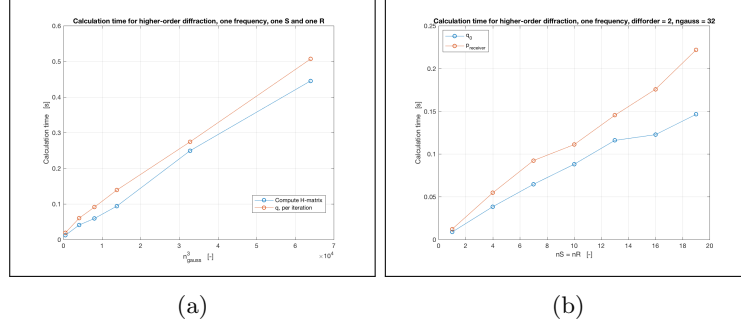 Calculation time for higher-order diffraction, one frequency, one S and one R
0.6
0.5
0.4
0.3
0.2
0.1
0
Calculation time [s]
Compute H-matrix
q, per iteration
0 1 2 3 4 5 6 7
×10⁴
n³gauss [-]
(a)
Calculation time for higher-order diffraction, one frequency, difforder = 2, ngauss = 32
0.25
0.2
0.15
0.1
0.05
0
Calculation time [s]
q₀
p_receiver
0 2 4 6 8 10 12 14 16 18 20
nS = nR [-]
(b)